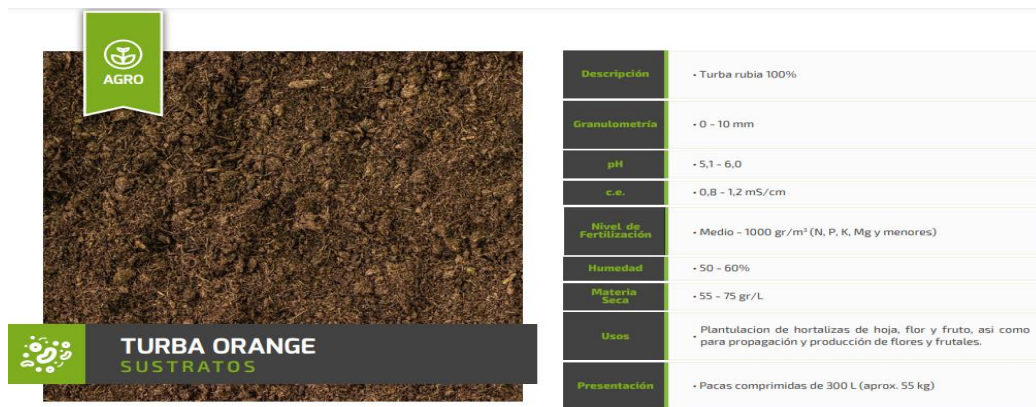 AGRO
TURBA ORANGE
SUSTRATOS
Descripción
• Turba rubia 100%
Granulometría
• 0 - 10 mm
pH
• 5,1 - 6,0
c.e.
• 0,8 - 1,2 mS/cm
Nivel de
Fertilización
• Medio - 1000 gr/m³ (N, P, K, Mg y menores)
Humedad
• 50 - 60%
Materia
Seca
• 55 - 75 gr/L
Usos
• Plantulacion de hortalizas de hoja, flor y fruto, asi como
para propagación y producción de flores y frutales.
Presentación
• Pacas comprimidas de 300 L (aprox. 55 kg)